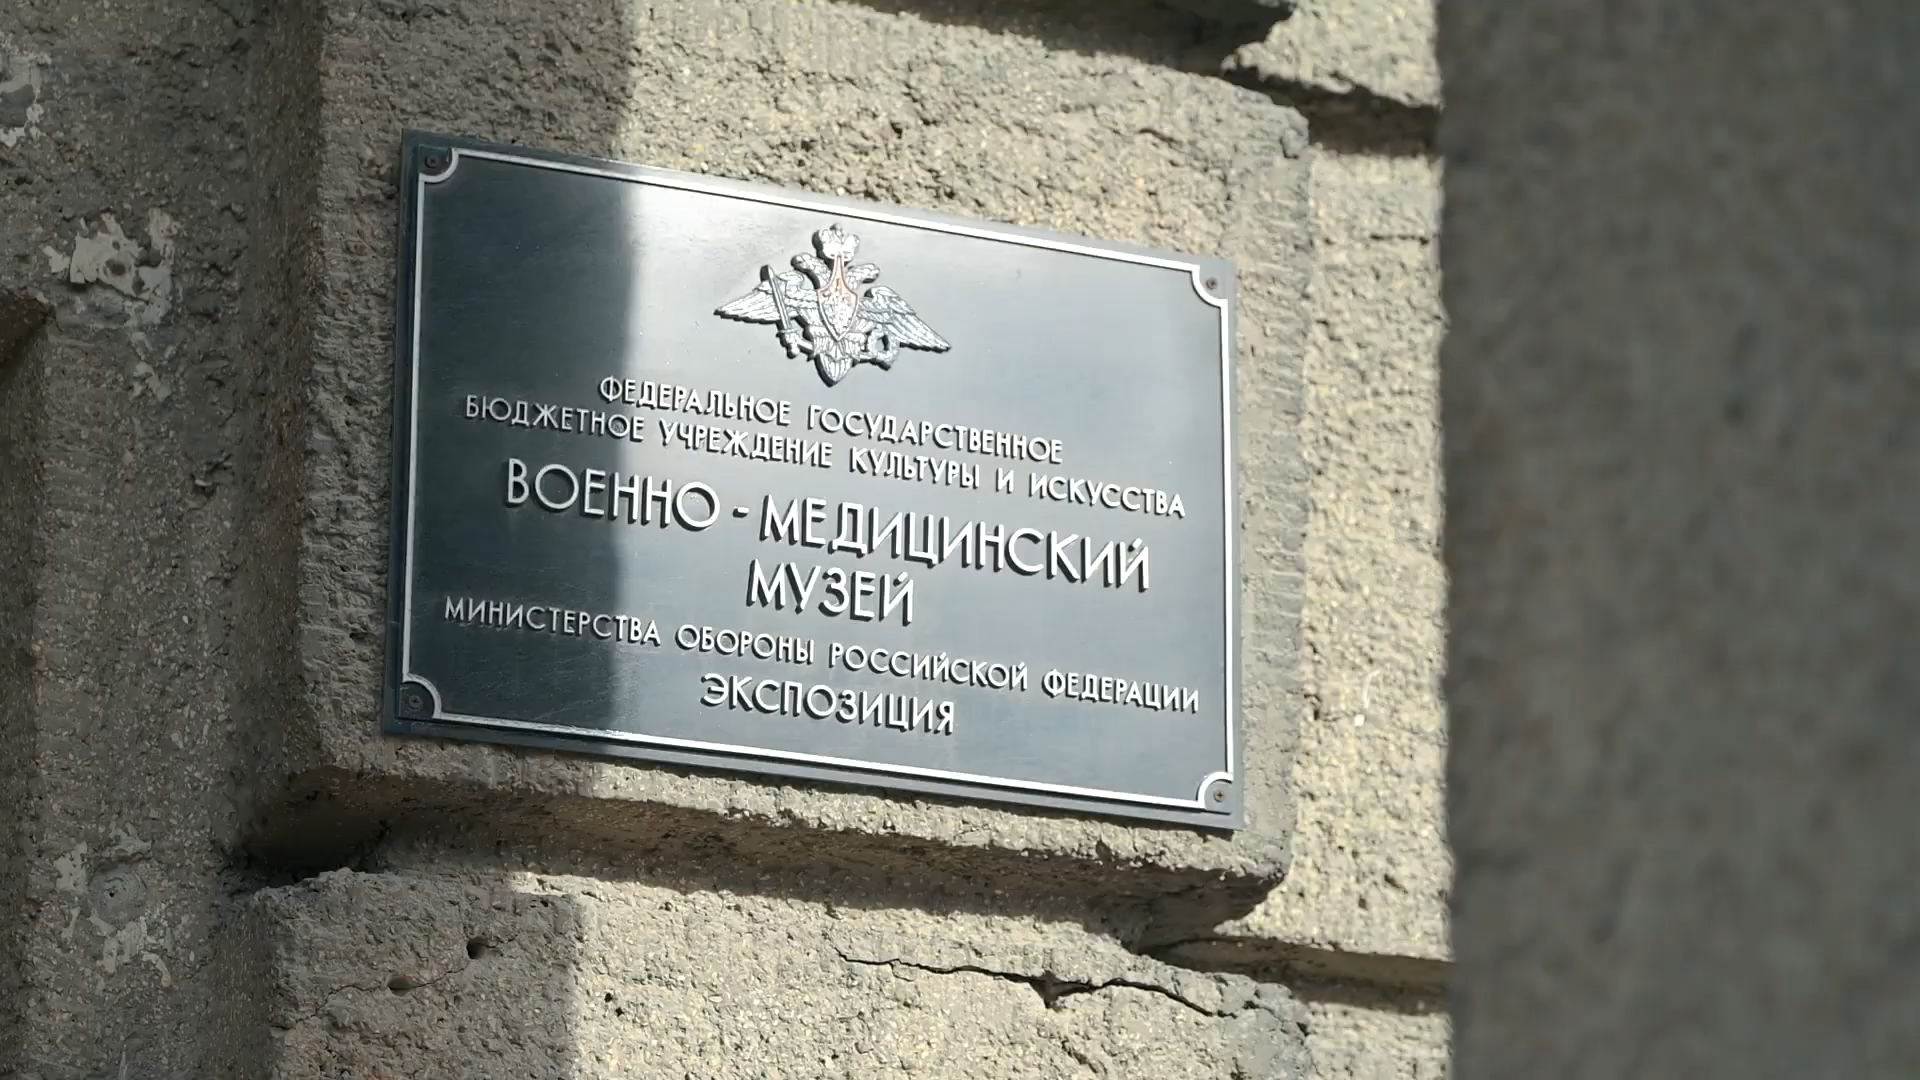 ФЕДЕРАЛЬНОЕ ГОСУДАРСТВЕННОЕ
БЮДЖЕТНОЕ УЧРЕЖДЕНИЕ КУЛЬТУРЫ И ИСКУССТВА
ВОЕННО - МЕДИЦИНСКИЙ
МУЗЕЙ
МИНИСТЕРСТВА ОБОРОНЫ РОССИЙСКОЙ ФЕДЕРАЦИИ
ЭКСПОЗИЦИЯ